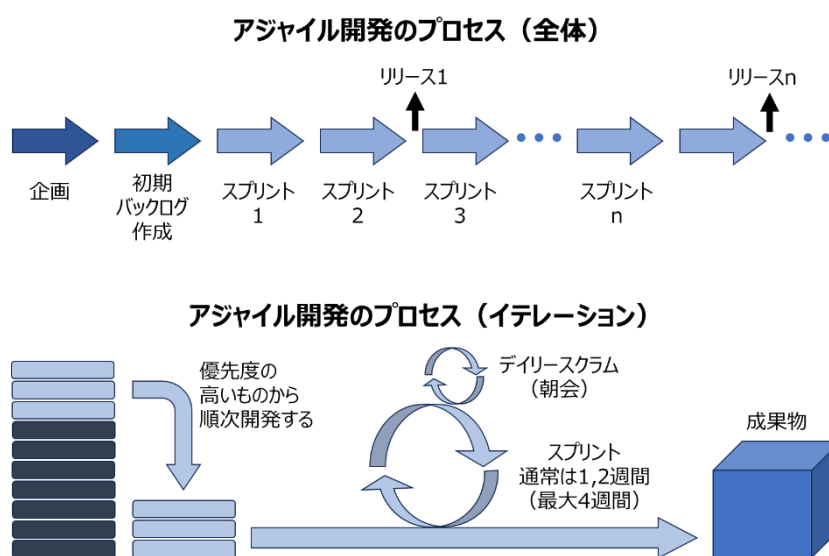 アジャイル開発のプロセス（全体）
リリース1
リリースn
企画
初期
バックログ
作成
スプリント
1
スプリント
2
スプリント
3
スプリント
n
アジャイル開発のプロセス（イテレーション）
優先度の
高いものから
順次開発する
デイリースクラム
（朝会）
スプリント
通常は1,2週間
（最大4週間）
成果物